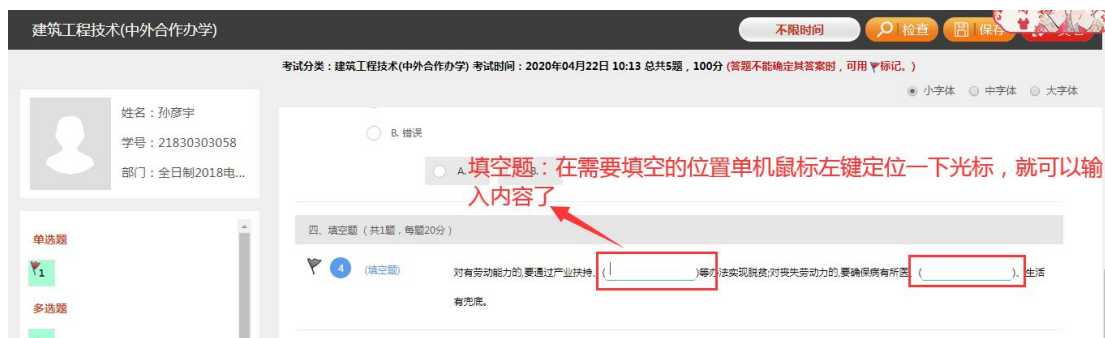 建筑工程技术(中外合作办学)
不限时间
检查
保存
考试分类：建筑工程技术(中外合作办学) 考试时间：2020年04月22日 10:13 总共5题，100分 (答题不能确定其答案时，可用 标记。)
小字体 中字体 大字体
姓名：孙彦宇
学号：21830303058
部门：全日制2018电...
B. 错误
A. B.
填空题：在需要填空的位置单机鼠标左键定位一下光标，就可以输
入内容了
单选题
1
多选题
四、填空题（共1题，每题20分）
4 (填空题) 对有劳动能力的,要通过产业扶持、( )等办法实现脱贫;对丧失劳动力的,要确保病有所医、( )、生活
有兜底。